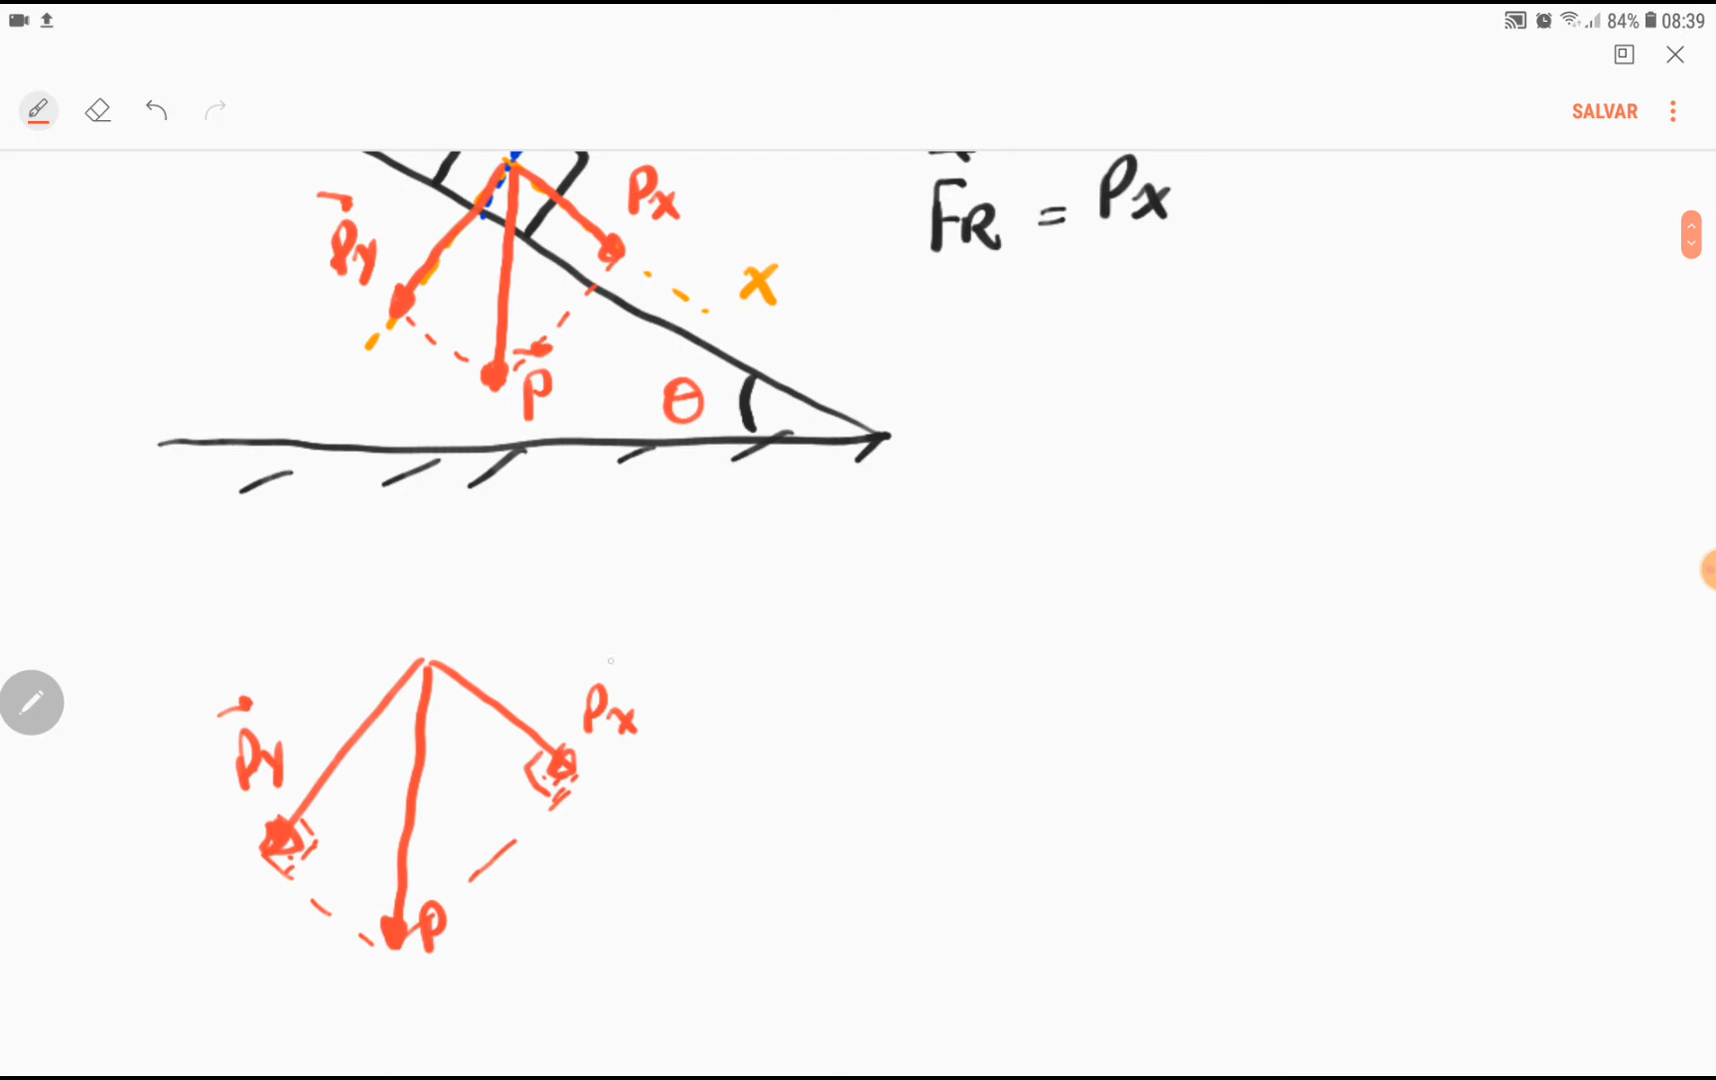 84% 08:39
SALVAR
Px
Py
FR = Px
x
P
θ
Px
Py
P